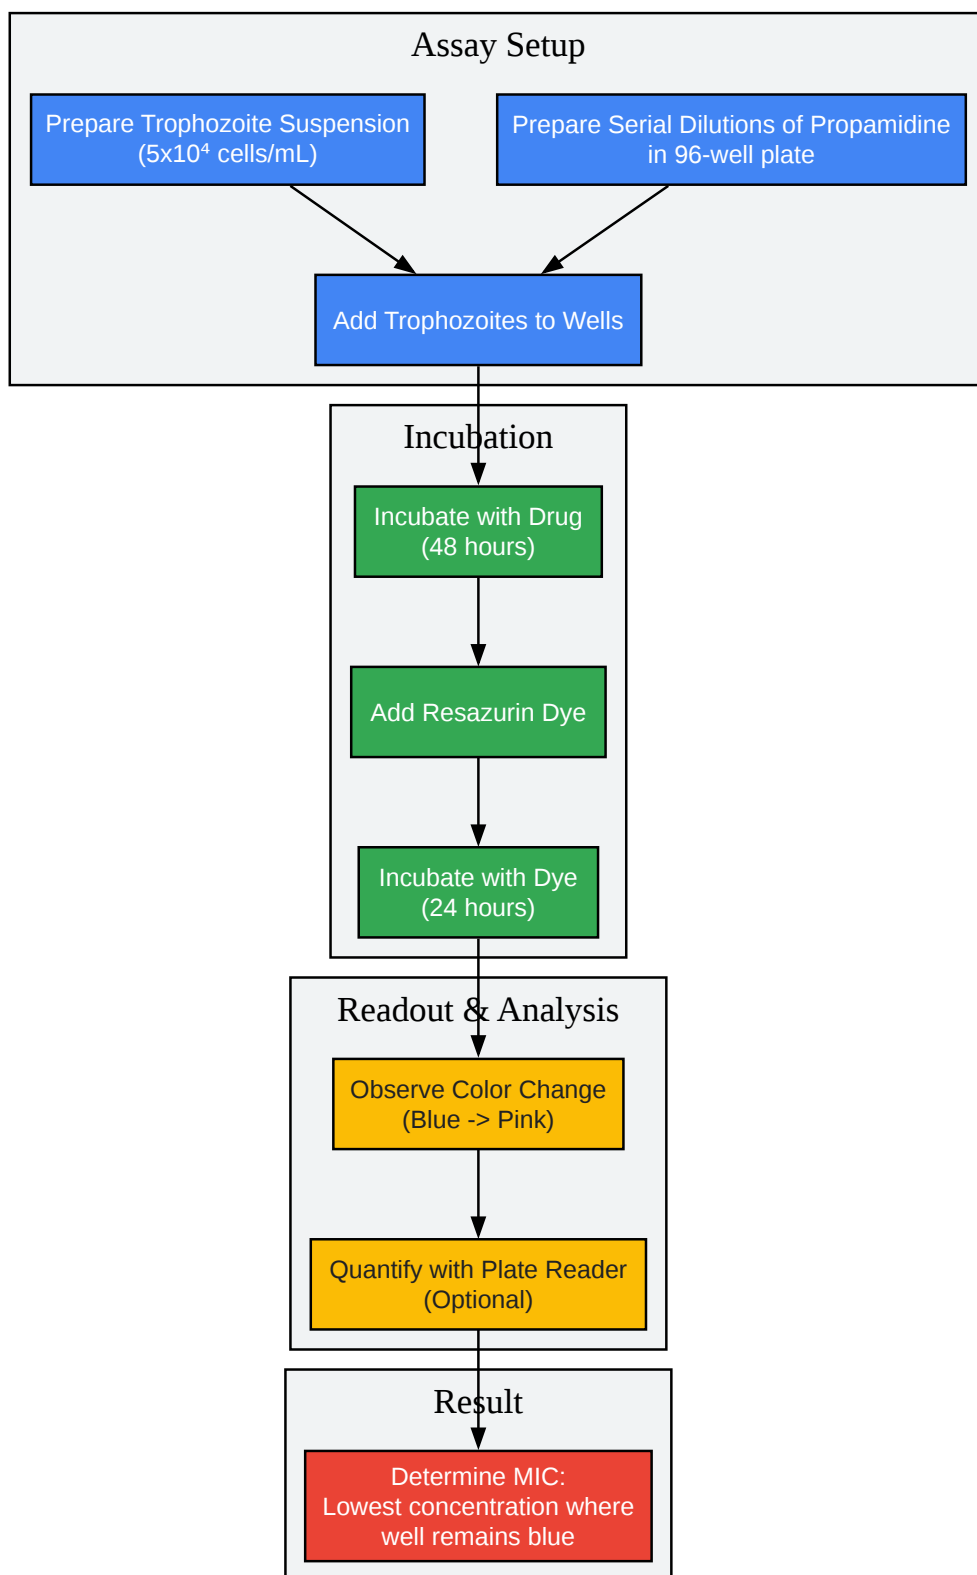 Assay Setup
Prepare Trophozoite Suspension
(5x10⁴ cells/mL)
Prepare Serial Dilutions of Propamidine
in 96-well plate
Add Trophozoites to Wells
Incubation
Incubate with Drug
(48 hours)
Add Resazurin Dye
Incubate with Dye
(24 hours)
Readout & Analysis
Observe Color Change
(Blue -> Pink)
Quantify with Plate Reader
(Optional)
Result
Determine MIC:
Lowest concentration where
well remains blue